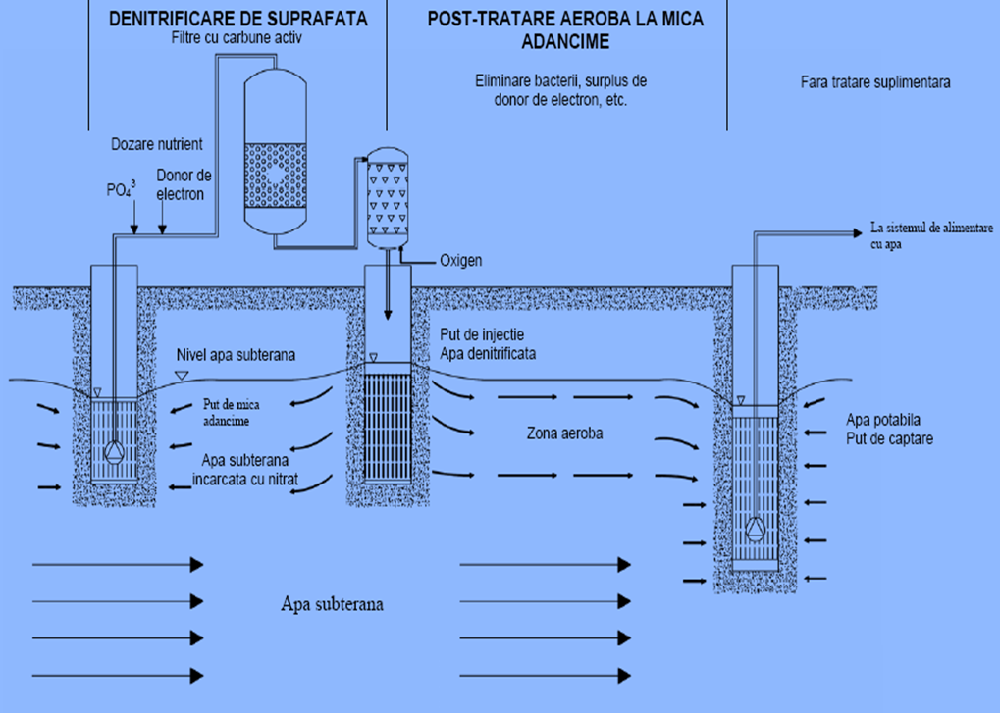 DENITRIFICARE DE SUPRAFATA
Filtre cu carbune activ
POST-TRATARE AEROBA LA MICA
ADANCIME
Eliminare bacterii, surplus de
donor de electron, etc.
Fara tratare suplimentara
Dozare nutrient
PO₄³
Donor de
electron
Oxigen
La sistemul de alimentare
cu apa
Nivel apa subterana
Put de injectie
Apa denitrificata
Put de mica
adancime
Apa subterana
incarcata cu nitrat
Zona aeroba
Apa potabila
Put de captare
Apa subterana